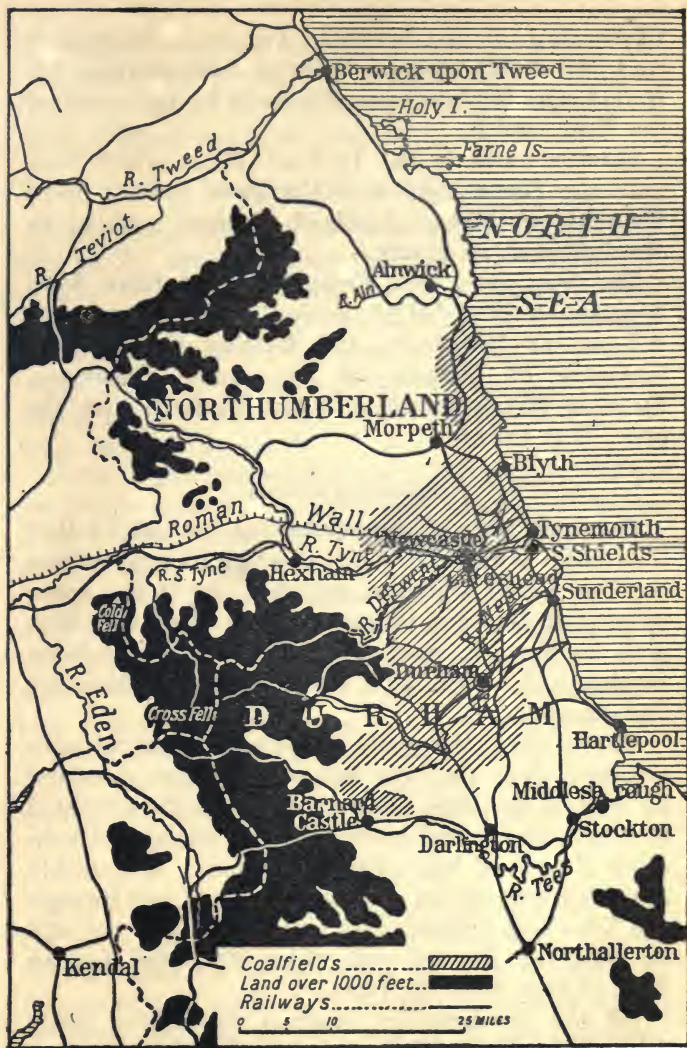 Berwick upon Tweed
Holy I.
Farne Is.
R. Tweed
R. Teviot
NORTH
SEA
Alnwick
R. Aln
NORTHUMBERLAND
Morpeth
Blyth
Roman Wall
Newcastle
Tynemouth
R. Tyne
S. Shields
Hexham
Gateshead
R. S. Tyne
R. Derwent
R. Wear
Sunderland
Cold Fell
R. Eden
Durham
Cross Fell
DURHAM
Hartlepool
Barnard
Castle
Middlesbrough
Stockton
Darlington
R. Tees
Northallerton
Kendal
Coalfields
Land over 1000 feet
Railways
0 5 10 25 MILES